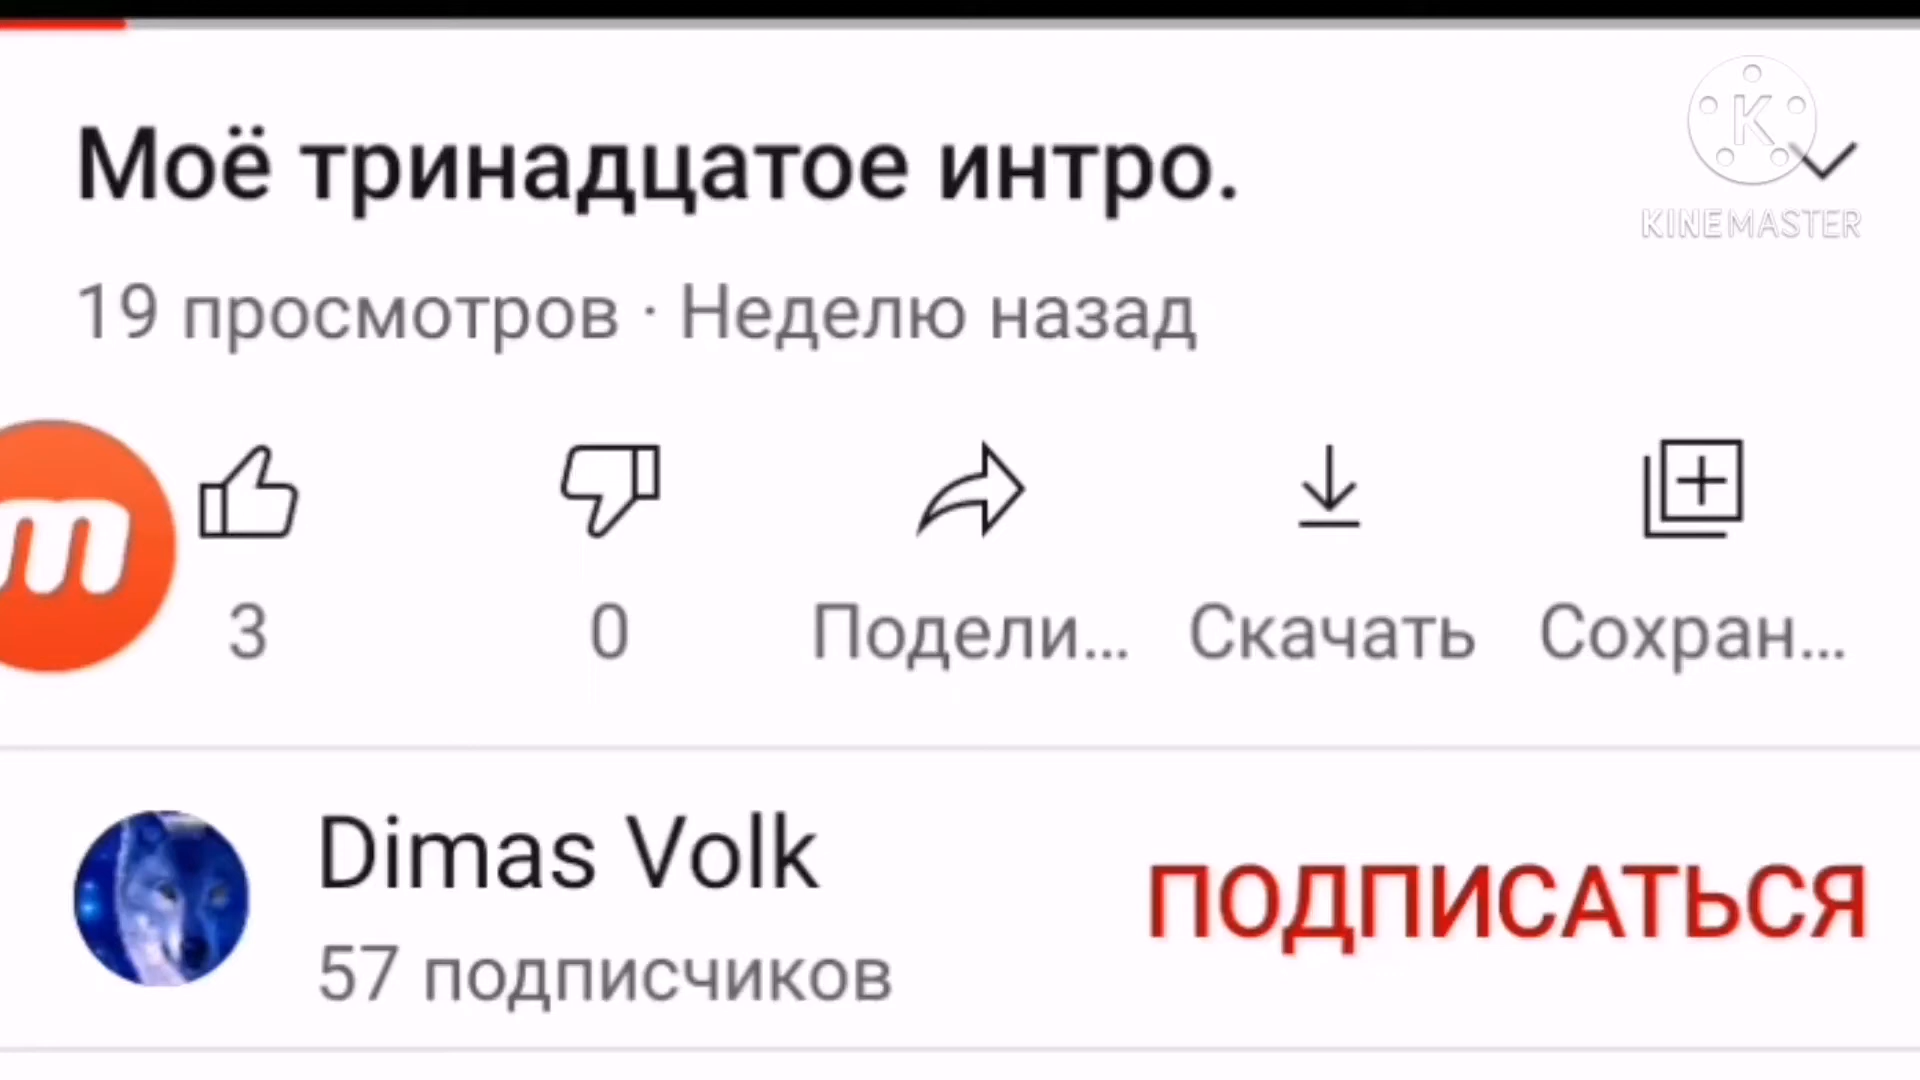 Моё тринадцатое интро.
K
KINEMASTER
19 просмотров · Неделю назад
m
3
0
Подели...
Скачать
Сохран...
Dimas Volk
ПОДПИСАТЬСЯ
57 подписчиков